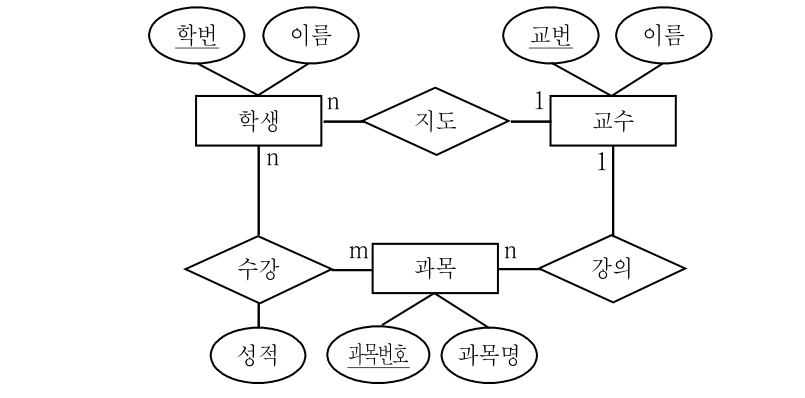 학번 이름 교번 이름
학생 n 지도 1 교수
n 1
수강 m 과목 n 강의
성적 과목번호 과목명